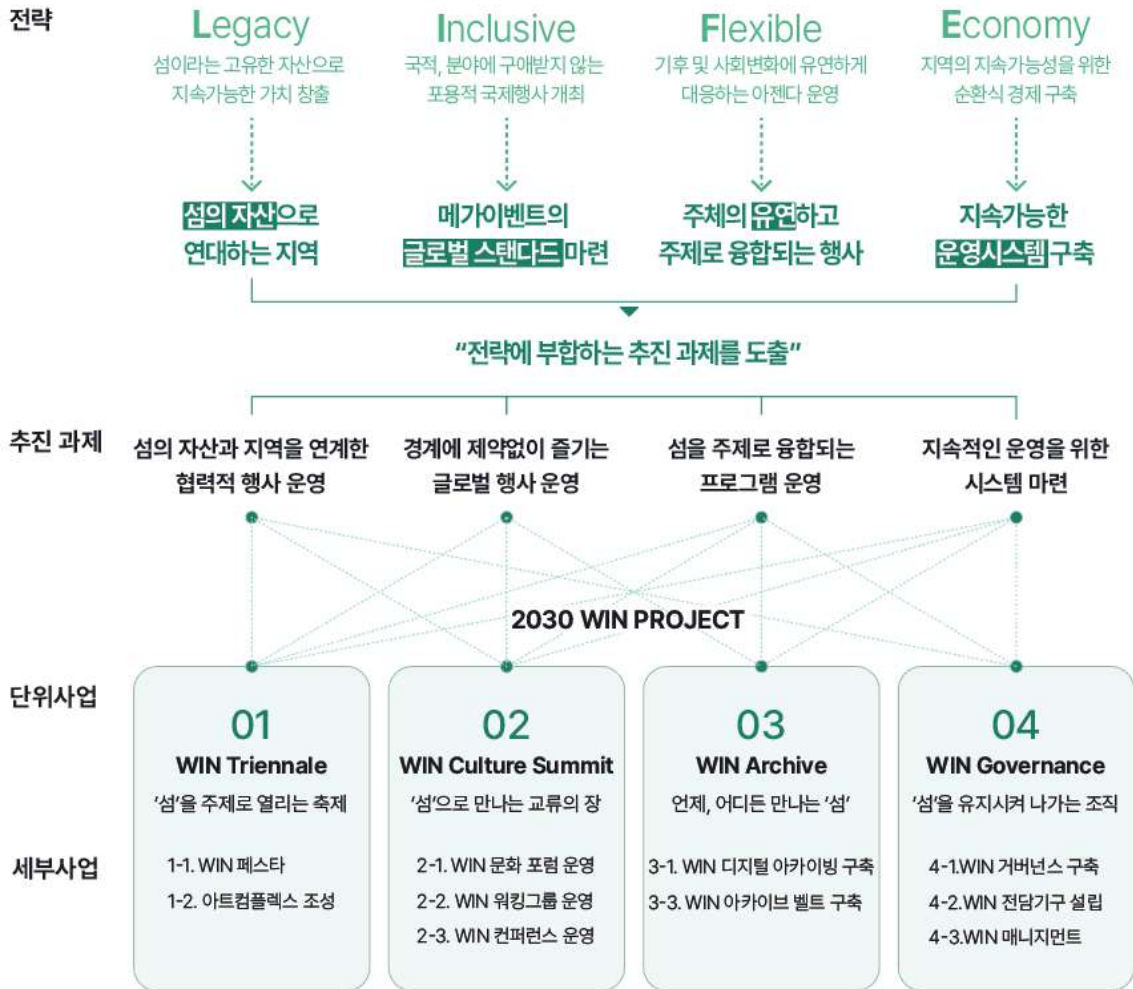 전략
Legacy
섬이라는 고유한 자산으로
지속가능한 가치 창출
Inclusive
국적, 분야에 구애받지 않는
포용적 국제행사 개최
Flexible
기후 및 사회변화에 유연하게
대응하는 아젠다 운영
Economy
지역의 지속가능성을 위한
순환식 경제 구축
섬의 자산으로
연대하는 지역
메가이벤트의
글로벌 스탠다드 마련
주체의 유연하고
주제로 융합되는 행사
지속가능한
운영시스템 구축
“전략에 부합하는 추진 과제를 도출”
추진 과제
섬의 자산과 지역을 연계한
협력적 행사 운영
경계에 제약없이 즐기는
글로벌 행사 운영
섬을 주제로 융합되는
프로그램 운영
지속적인 운영을 위한
시스템 마련
2030 WIN PROJECT
단위사업
01
WIN Triennale
‘섬’을 주제로 열리는 축제
02
WIN Culture Summit
‘섬’으로 만나는 교류의 장
03
WIN Archive
언제, 어디든 만나는 ‘섬’
04
WIN Governance
‘섬’을 유지시켜 나가는 조직
세부사업
1-1. WIN 페스타
1-2. 아트컴플렉스 조성
2-1. WIN 문화 포럼 운영
2-2. WIN 워킹그룹 운영
2-3. WIN 컨퍼런스 운영
3-1. WIN 디지털 아카이빙 구축
3-3. WIN 아카이브 벨트 구축
4-1.WIN 거버넌스 구축
4-2.WIN 전담기구 설립
4-3.WIN 매니지먼트